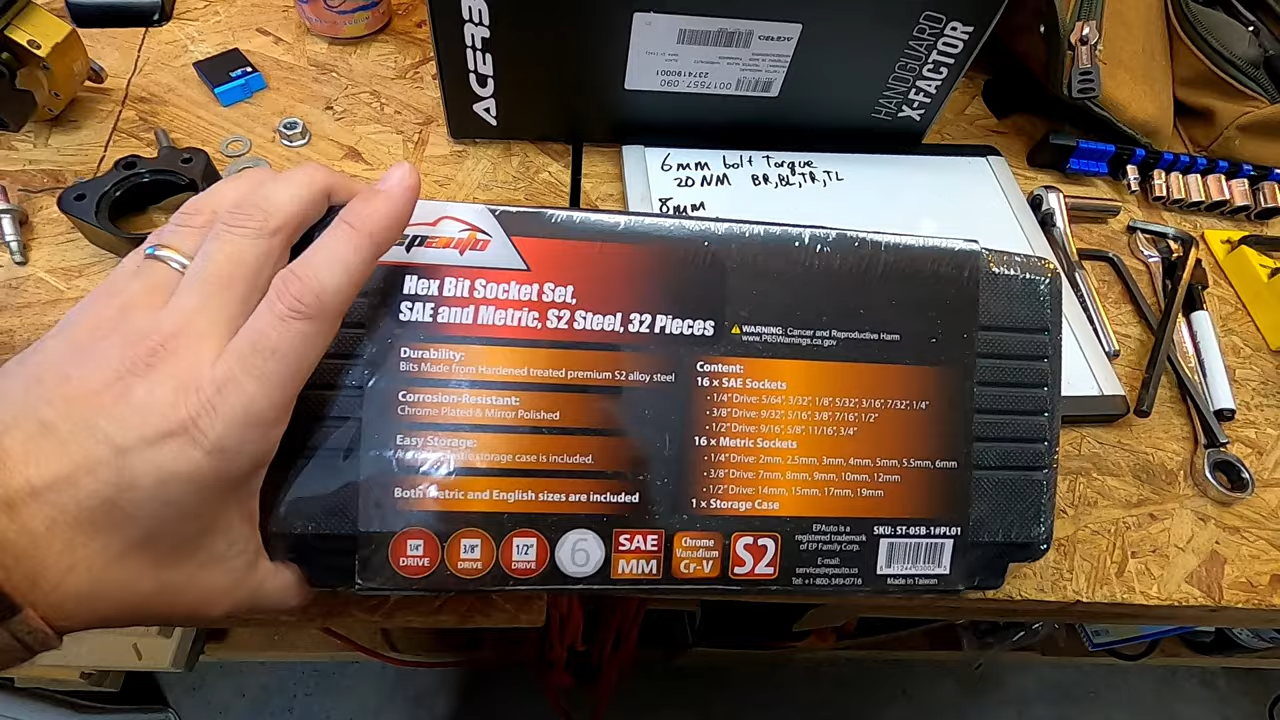 ACERB
HANDGUARD
X-FACTOR
0017557.090
2374190001
6mm bolt Torque
20 NM BR,BL,TR,TL
8mm
epauto
Hex Bit Socket Set,
SAE and Metric, S2 Steel, 32 Pieces
WARNING: Cancer and Reproductive Harm
www.P65Warnings.ca.gov
Durability:
Bits Made from Hardened treated premium S2 alloy steel
Corrosion-Resistant:
Chrome Plated & Mirror Polished
Easy Storage:
storage case is included.
Both Metric and English sizes are included
Content:
16 × SAE Sockets
• 1/4" Drive: 5/64", 3/32", 1/8", 5/32", 3/16", 7/32", 1/4"
• 3/8" Drive: 9/32", 5/16", 3/8", 7/16", 1/2"
• 1/2" Drive: 9/16", 5/8", 11/16", 3/4"
16 × Metric Sockets
• 1/4" Drive: 2mm, 2.5mm, 3mm, 4mm, 5mm, 5.5mm, 6mm
• 3/8" Drive: 7mm, 8mm, 9mm, 10mm, 12mm
• 1/2" Drive: 14mm, 15mm, 17mm, 19mm
1 × Storage Case
1/4" DRIVE
3/8" DRIVE
1/2" DRIVE
6
SAE
MM
Chrome
Vanadium
Cr-V
S2
EPAuto is a
registered trademark
of EP Family Corp.
E-mail:
service@epauto.us
Tel: +1-800-349-0716
SKU: ST-05B-1#PL01
8 11244 03002 5
Made in Taiwan